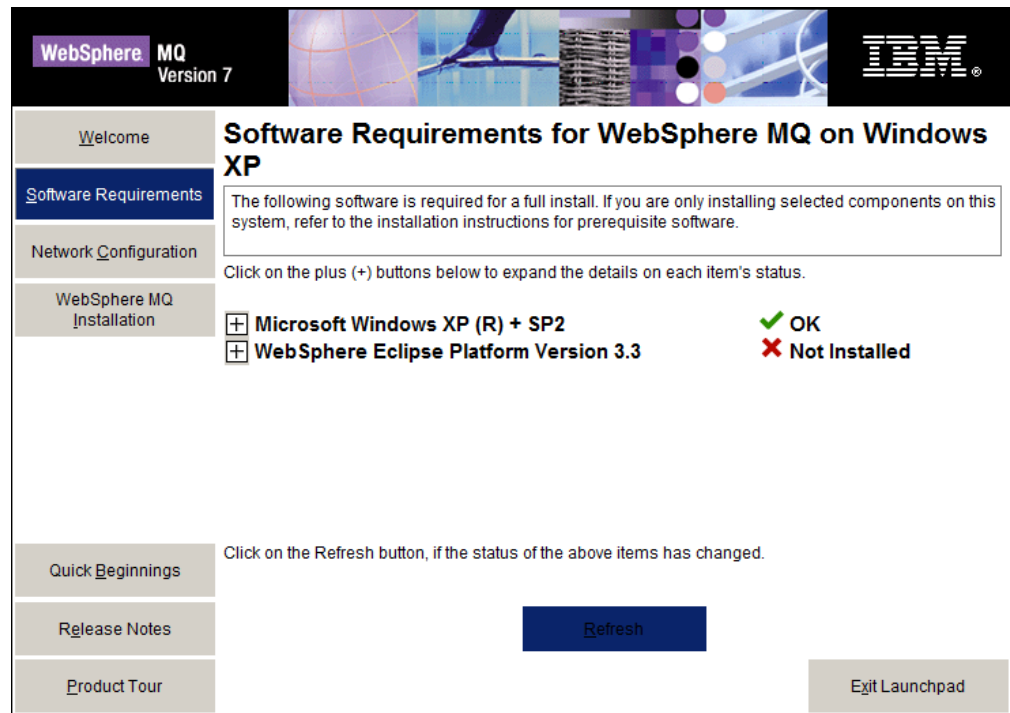 WebSphere MQ
Version 7
IBM®
Welcome
Software Requirements
Network Configuration
WebSphere MQ
Installation
Software Requirements for WebSphere MQ on Windows
XP
The following software is required for a full install. If you are only installing selected components on this
system, refer to the installation instructions for prerequisite software.
Click on the plus (+) buttons below to expand the details on each item's status.
Microsoft Windows XP (R) + SP2 OK
WebSphere Eclipse Platform Version 3.3 Not Installed
Click on the Refresh button, if the status of the above items has changed.
Quick Beginnings
Release Notes
Product Tour
Refresh
Exit Launchpad